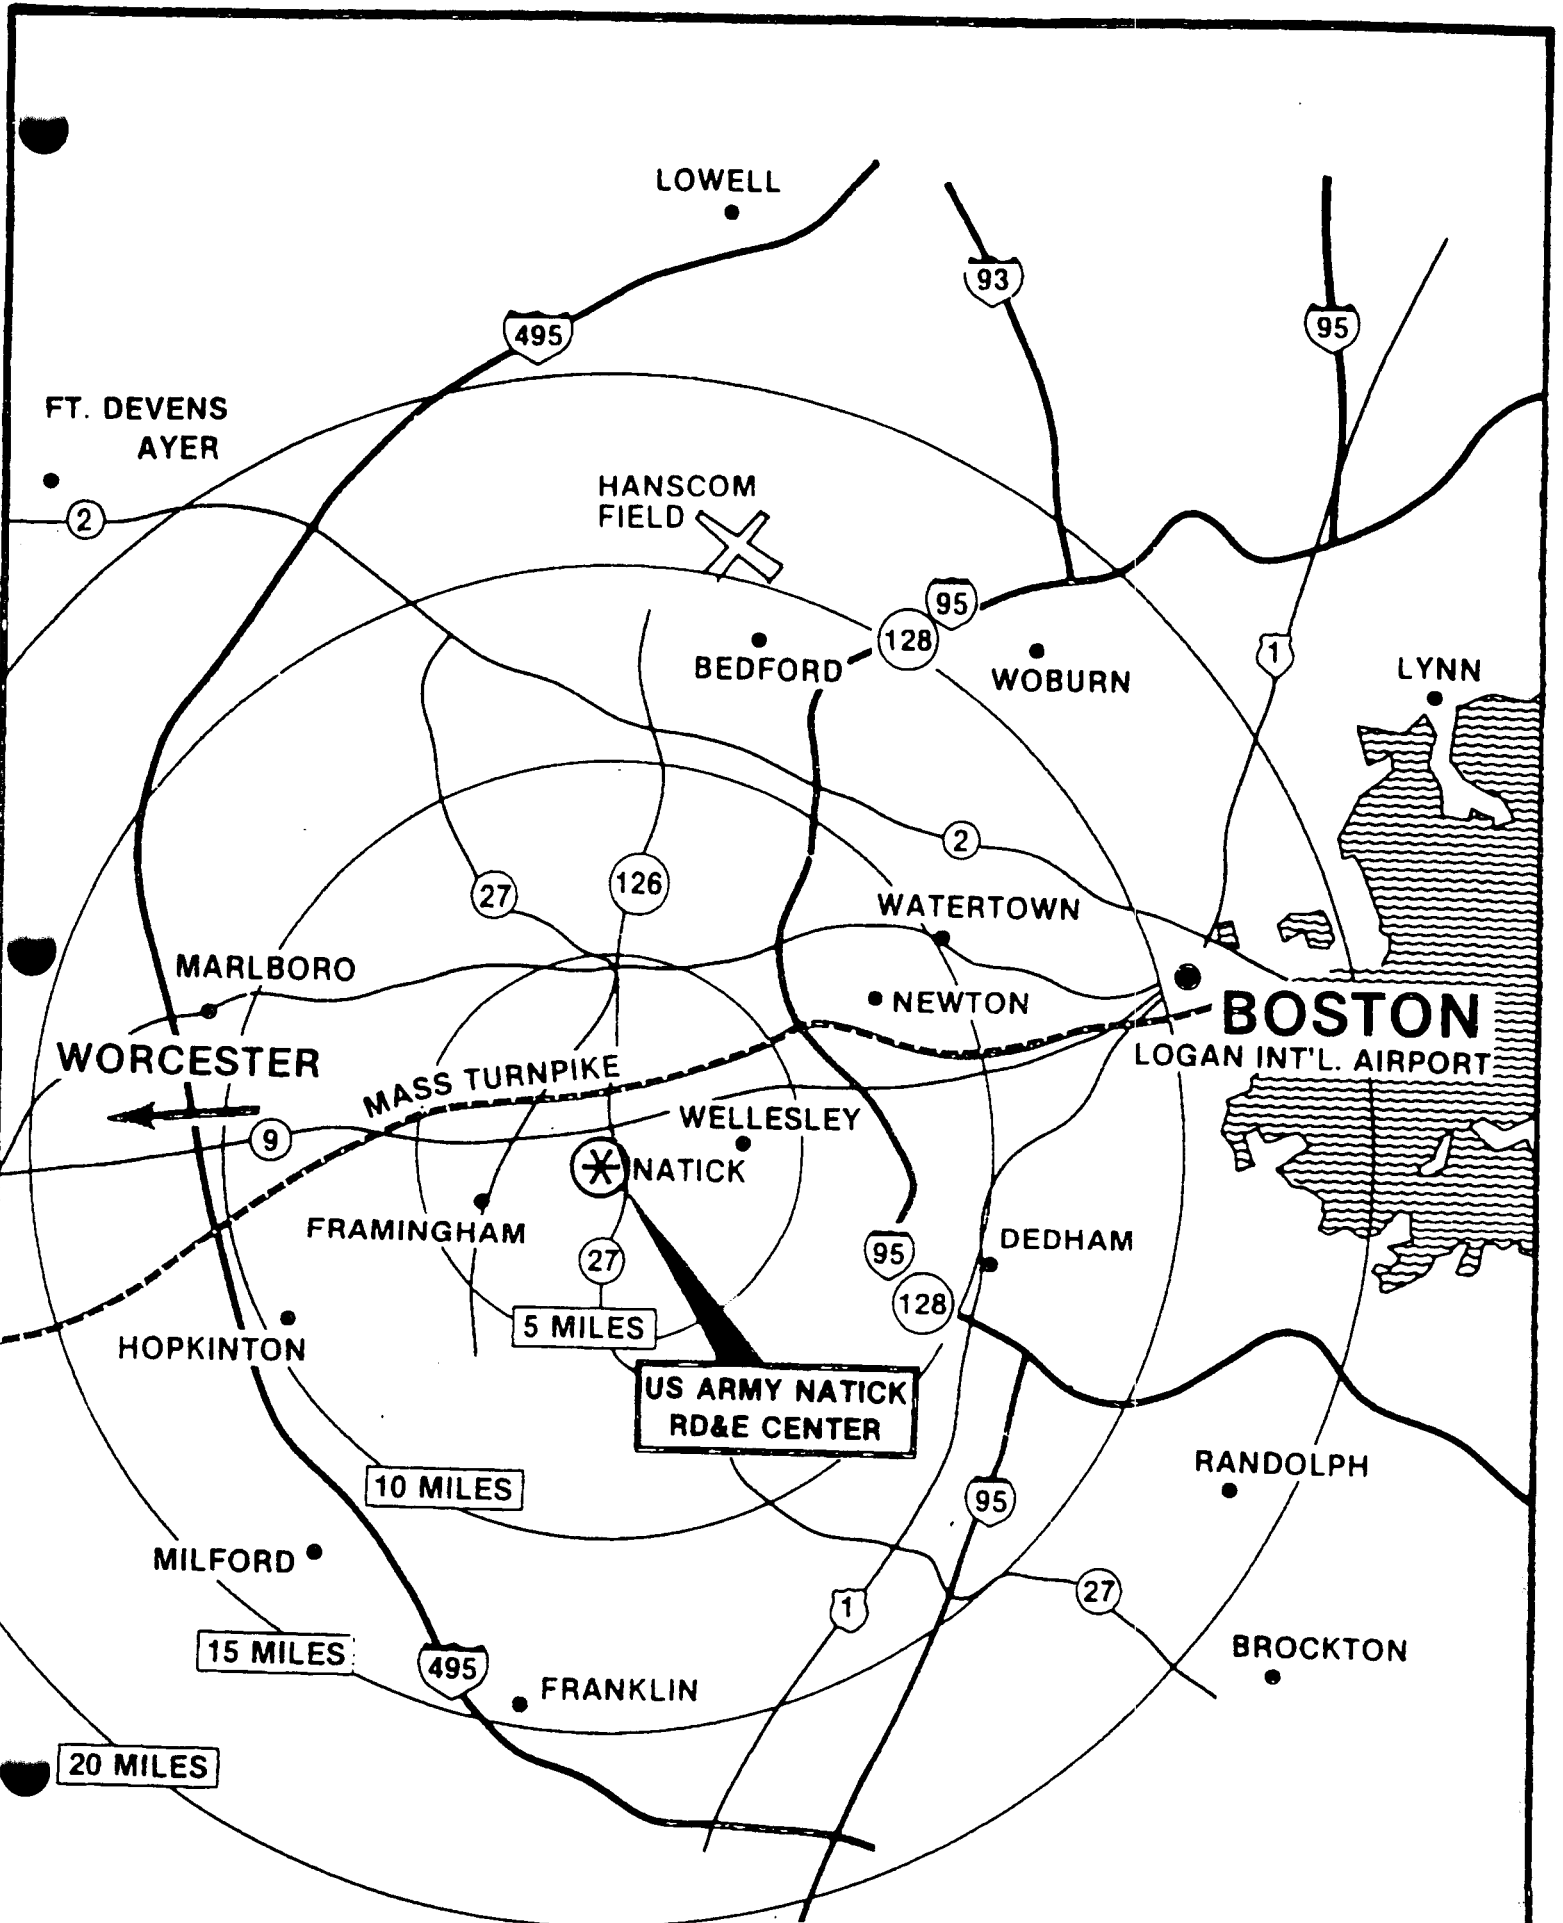 LOWELL
93
95
495
FT. DEVENS
AYER
2
HANSCOM
FIELD
95
128
BEDFORD
WOBURN
1
LYNN
2
27
126
WATERTOWN
MARLBORO
NEWTON
BOSTON
LOGAN INT'L. AIRPORT
WORCESTER
MASS TURNPIKE
WELLESLEY
9
NATICK
FRAMINGHAM
27
95
DEDHAM
128
5 MILES
HOPKINTON
US ARMY NATICK
RD&E CENTER
10 MILES
RANDOLPH
95
MILFORD
1
27
15 MILES
495
FRANKLIN
BROCKTON
20 MILES